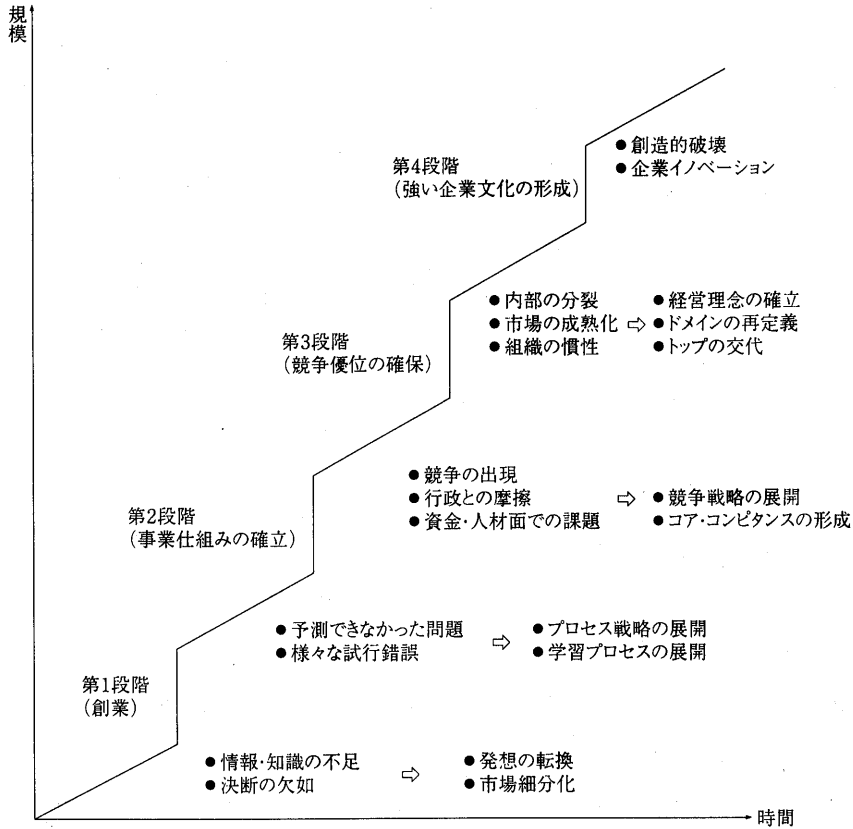 規模
第4段階
(強い企業文化の形成)
●創造的破壊
●企業イノベーション
第3段階
(競争優位の確保)
●内部の分裂
●市場の成熟化
●組織の慣性
⇨
●経営理念の確立
●ドメインの再定義
●トップの交代
第2段階
(事業仕組みの確立)
●競争の出現
●行政との摩擦
●資金・人材面での課題
⇨
●競争戦略の展開
●コア・コンピタンスの形成
第1段階
(創業)
●予測できなかった問題
●様々な試行錯誤
⇨
●プロセス戦略の展開
●学習プロセスの展開
●情報・知識の不足
●決断の欠如
⇨
●発想の転換
●市場細分化
時間